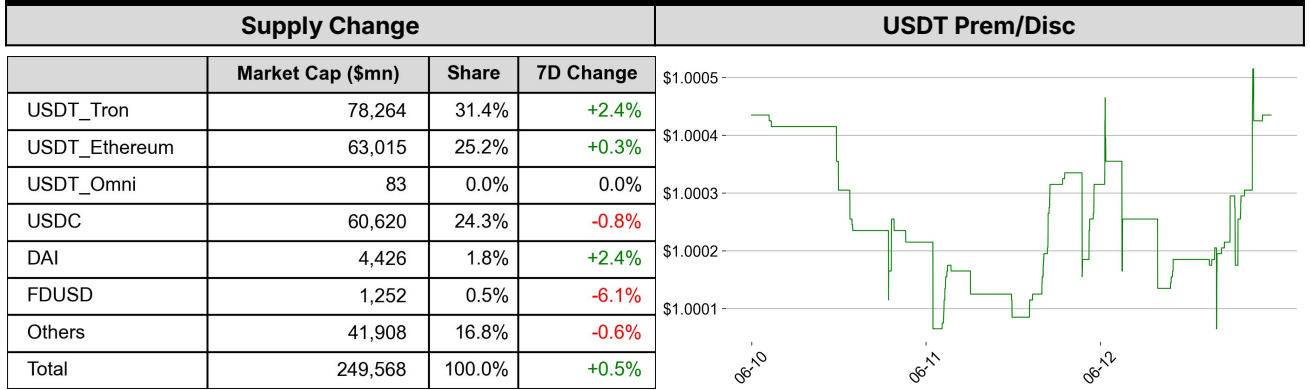 Supply Change
USDT Prem/Disc
Market Cap ($mn) Share 7D Change
USDT_Tron 78,264 31.4% +2.4%
USDT_Ethereum 63,015 25.2% +0.3%
USDT_Omni 83 0.0% 0.0%
USDC 60,620 24.3% -0.8%
DAI 4,426 1.8% +2.4%
FDUSD 1,252 0.5% -6.1%
Others 41,908 16.8% -0.6%
Total 249,568 100.0% +0.5%
$1.0005
$1.0004
$1.0003
$1.0002
$1.0001
06-10
06-11
06-12